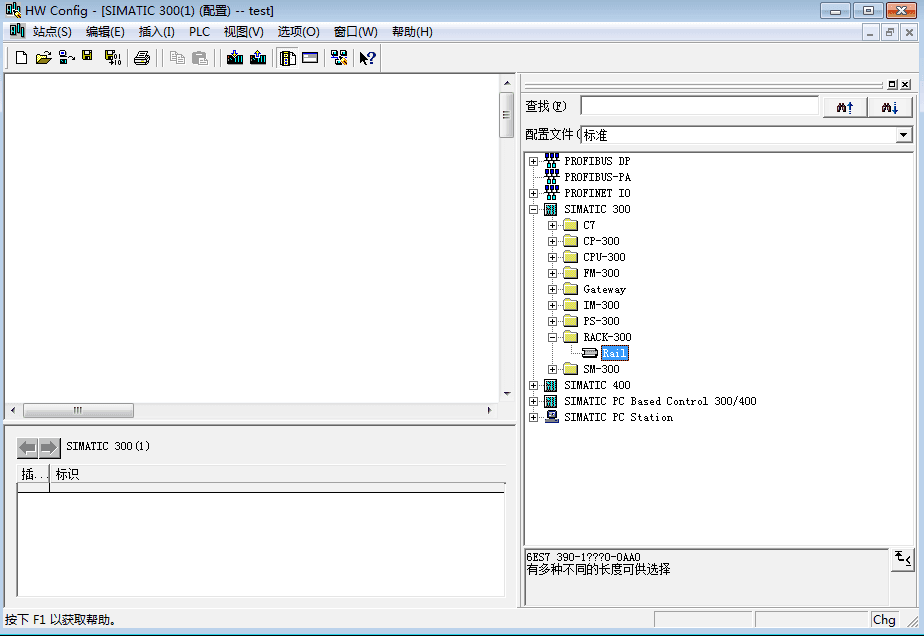 HW Config - [SIMATIC 300(1) (配置) -- test]
站点(S) 编辑(E) 插入(I) PLC 视图(V) 选项(O) 窗口(W) 帮助(H)
查找(F)
配置文件(
标准
PROFIBUS DP
PROFIBUS-PA
PROFINET IO
SIMATIC 300
C7
CP-300
CPU-300
FM-300
Gateway
IM-300
PS-300
RACK-300
Rail
SM-300
SIMATIC 400
SIMATIC PC Based Control 300/400
SIMATIC PC Station
SIMATIC 300(1)
插... 标识
6ES7 390-1???0-0AA0
有多种不同的长度可供选择
按下 F1 以获取帮助。
Chg